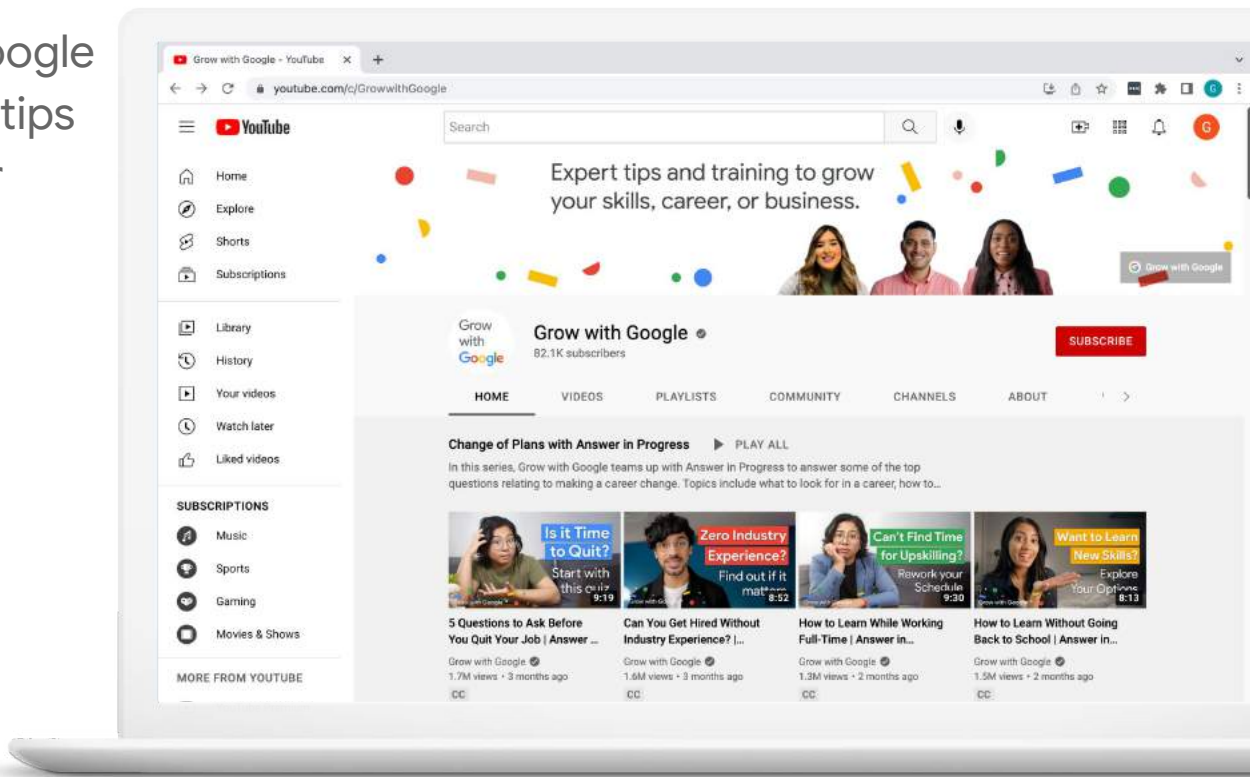 oogle
tips
Grow with Google - YouTube
youtube.com/c/GrowwithGoogle
YouTube
Search
G
Home
Explore
Shorts
Subscriptions
Library
History
Your videos
Watch later
Liked videos
SUBSCRIPTIONS
Music
Sports
Gaming
Movies & Shows
MORE FROM YOUTUBE
Expert tips and training to grow
your skills, career, or business.
Grow with Google
Grow
with
Google
Grow with Google
82.1K subscribers
SUBSCRIBE
HOME VIDEOS PLAYLISTS COMMUNITY CHANNELS ABOUT
Change of Plans with Answer in Progress PLAY ALL
In this series, Grow with Google teams up with Answer in Progress to answer some of the top
questions relating to making a career change. Topics include what to look for in a career, how to...
Is it Time
to Quit?
Start with
this quiz
9:19
5 Questions to Ask Before
You Quit Your Job | Answer ...
Grow with Google
1.7M views • 3 months ago
CC
Zero Industry
Experience?
Find out if it
matters
8:52
Can You Get Hired Without
Industry Experience? |...
Grow with Google
1.6M views • 3 months ago
CC
Can't Find Time
for Upskilling?
Rework your
Schedule
9:30
How to Learn While Working
Full-Time | Answer in...
Grow with Google
1.3M views • 2 months ago
CC
Want to Learn
New Skills?
Explore
Your Options
8:13
How to Learn Without Going
Back to School | Answer in...
Grow with Google
1.5M views • 2 months ago
CC